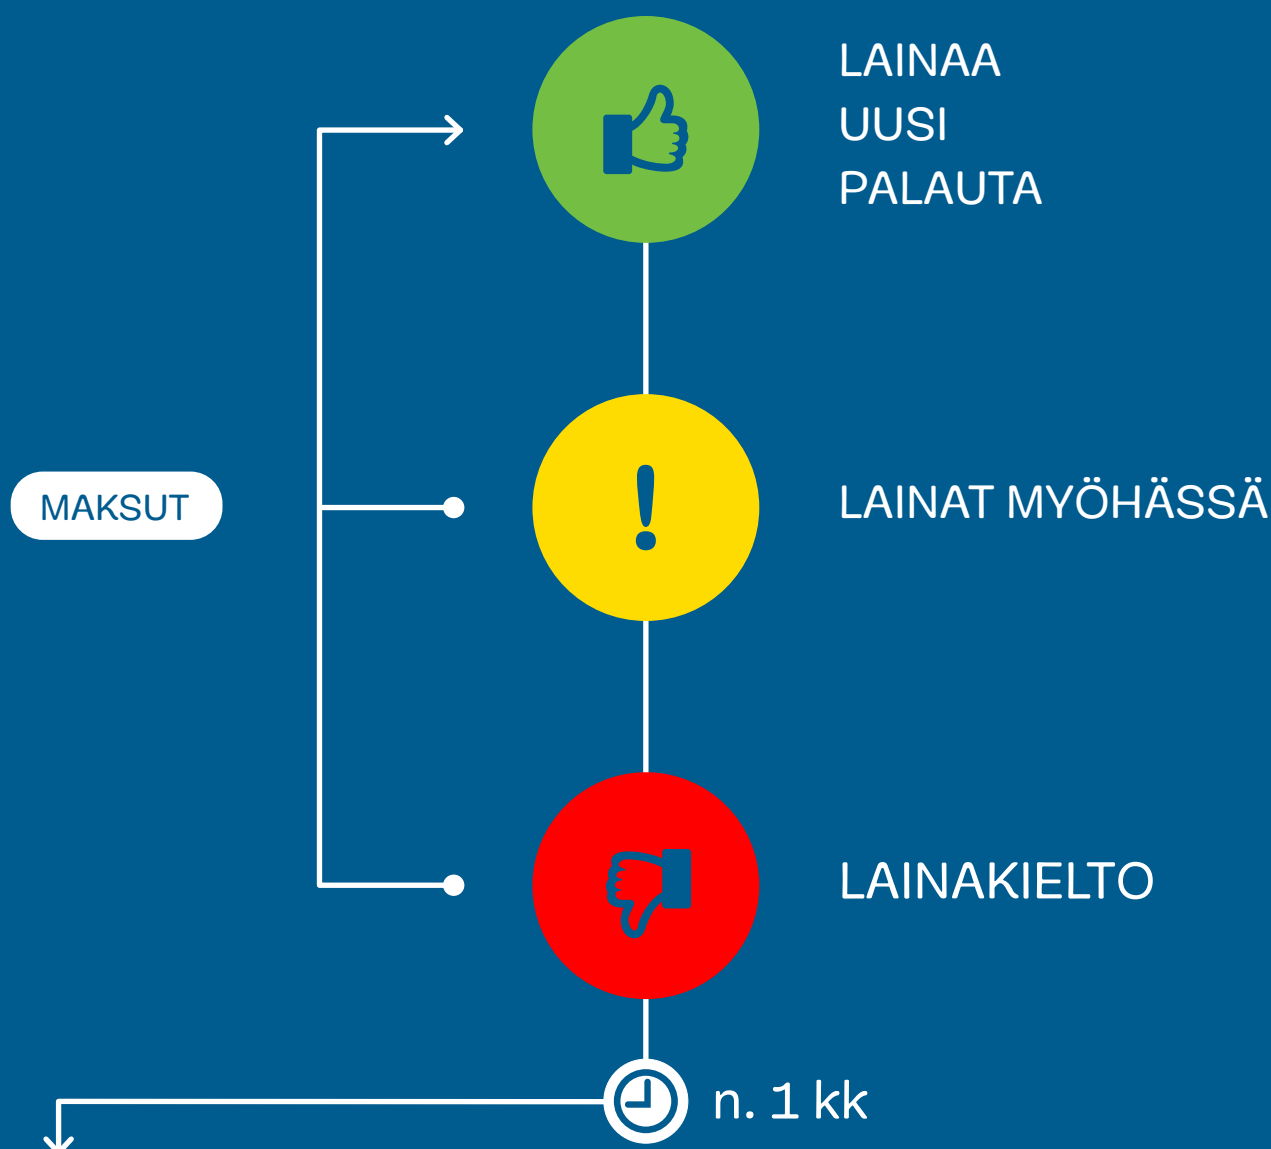 LAINAA
UUSI
PALAUTA
MAKSUT
LAINAT MYÖHÄSSÄ
LAINAKIELTO
n. 1 kk